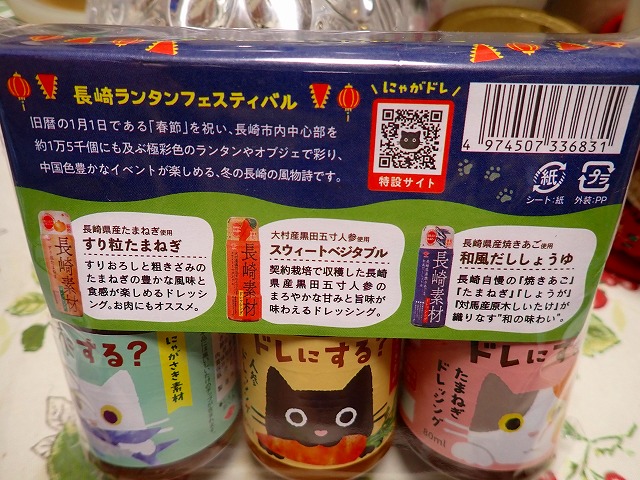 長崎ランタンフェスティバル
旧暦の1月1日である「春節」を祝い、長崎市内中心部を
約1万5千個にも及ぶ極彩色のランタンやオブジェで彩り、
中国色豊かなイベントが楽しめる、冬の長崎の風物詩です。
にゃがドレ
特設サイト
4 974507 336831
紙
シート:紙
プラ
外装:PP
長崎県産たまねぎ使用
すり粒たまねぎ
すりおろしと粗きざみの
たまねぎの豊かな風味と
食感が楽しめるドレッシ
ング。お肉にもオススメ。
長崎素材
大村産黒田五寸人参使用
スウィートベジタブル
契約栽培で収穫した長崎
県産黒田五寸人参の
まろやかな甘みと旨味が
味わえるドレッシング。
長崎素材
長崎県産焼きあご使用
和風だししょうゆ
長崎自慢の『焼きあご』
『たまねぎ』『しょうが』
『対馬産原木しいたけ』が
織りなす"和の味わい"。
長崎素材
する?
にゃがさき素材
ドレにする?
人参
ドレッシング
ドレにする?
たまねぎ
ドレッシング
80ml